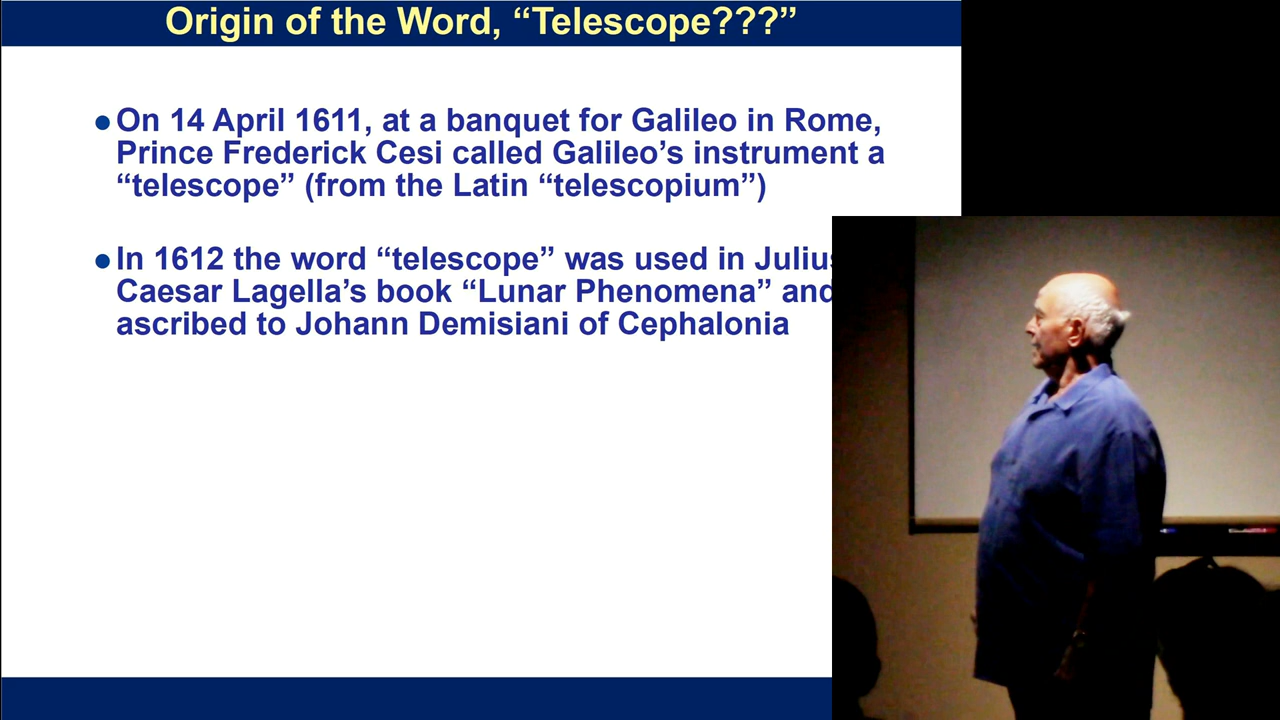 Origin of the Word, “Telescope???”
●On 14 April 1611, at a banquet for Galileo in Rome,
Prince Frederick Cesi called Galileo’s instrument a
“telescope” (from the Latin “telescopium”)
●In 1612 the word “telescope” was used in Julius
Caesar Lagella’s book “Lunar Phenomena” and
ascribed to Johann Demisiani of Cephalonia